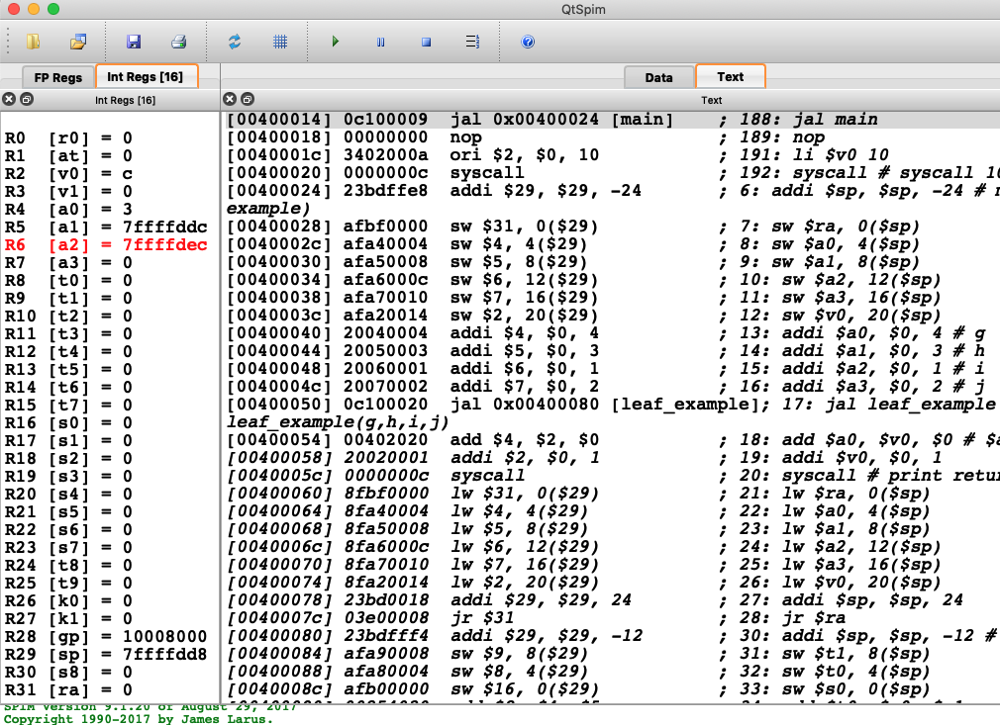 QtSpim
FP Regs
Int Regs [16]
Data
Text
Int Regs [16]
Text
R0 [r0] = 0
R1 [at] = 0
R2 [v0] = c
R3 [v1] = 0
R4 [a0] = 3
R5 [a1] = 7ffffddc
R6 [a2] = 7ffffdec
R7 [a3] = 0
R8 [t0] = 0
R9 [t1] = 0
R10 [t2] = 0
R11 [t3] = 0
R12 [t4] = 0
R13 [t5] = 0
R14 [t6] = 0
R15 [t7] = 0
R16 [s0] = 0
R17 [s1] = 0
R18 [s2] = 0
R19 [s3] = 0
R20 [s4] = 0
R21 [s5] = 0
R22 [s6] = 0
R23 [s7] = 0
R24 [t8] = 0
R25 [t9] = 0
R26 [k0] = 0
R27 [k1] = 0
R28 [gp] = 10008000
R29 [sp] = 7ffffdd8
R30 [s8] = 0
R31 [ra] = 0
[00400014] 0c100009 jal 0x00400024 [main] ; 188: jal main
[00400018] 00000000 nop ; 189: nop
[0040001c] 3402000a ori $2, $0, 10 ; 191: li $v0 10
[00400020] 0000000c syscall ; 192: syscall # syscall 10
[00400024] 23bdffe8 addi $29, $29, -24 ; 6: addi $sp, $sp, -24 #
example)
[00400028] afbf0000 sw $31, 0($29) ; 7: sw $ra, 0($sp)
[0040002c] afa40004 sw $4, 4($29) ; 8: sw $a0, 4($sp)
[00400030] afa50008 sw $5, 8($29) ; 9: sw $a1, 8($sp)
[00400034] afa6000c sw $6, 12($29) ; 10: sw $a2, 12($sp)
[00400038] afa70010 sw $7, 16($29) ; 11: sw $a3, 16($sp)
[0040003c] afa20014 sw $2, 20($29) ; 12: sw $v0, 20($sp)
[00400040] 20040004 addi $4, $0, 4 ; 13: addi $a0, $0, 4 # g
[00400044] 20050003 addi $5, $0, 3 ; 14: addi $a1, $0, 3 # h
[00400048] 20060001 addi $6, $0, 1 ; 15: addi $a2, $0, 1 # i
[0040004c] 20070002 addi $7, $0, 2 ; 16: addi $a3, $0, 2 # j
[00400050] 0c100020 jal 0x00400080 [leaf_example]; 17: jal leaf_example
leaf_example(g,h,i,j)
[00400054] 00402020 add $4, $2, $0 ; 18: add $a0, $v0, $0 #
[00400058] 20020001 addi $2, $0, 1 ; 19: addi $v0, $0, 1
[0040005c] 0000000c syscall ; 20: syscall # print
[00400060] 8fbf0000 lw $31, 0($29) ; 21: lw $ra, 0($sp)
[00400064] 8fa40004 lw $4, 4($29) ; 22: lw $a0, 4($sp)
[00400068] 8fa50008 lw $5, 8($29) ; 23: lw $a1, 8($sp)
[0040006c] 8fa6000c lw $6, 12($29) ; 24: lw $a2, 12($sp)
[00400070] 8fa70010 lw $7, 16($29) ; 25: lw $a3, 16($sp)
[00400074] 8fa20014 lw $2, 20($29) ; 26: lw $v0, 20($sp)
[00400078] 23bd0018 addi $29, $29, 24 ; 27: addi $sp, $sp, 24
[0040007c] 03e00008 jr $31 ; 28: jr $ra
[00400080] 23bdfff4 addi $29, $29, -12 ; 30: addi $sp, $sp, -12 #
[00400084] afa90008 sw $9, 8($29) ; 31: sw $t1, 8($sp)
[00400088] afa80004 sw $8, 4($29) ; 32: sw $t0, 4($sp)
[0040008c] afb00000 sw $16, 0($29) ; 33: sw $s0, 0($sp)
SPIM Version 9.1.20 of August 29, 2017
Copyright 1990-2017 by James Larus.